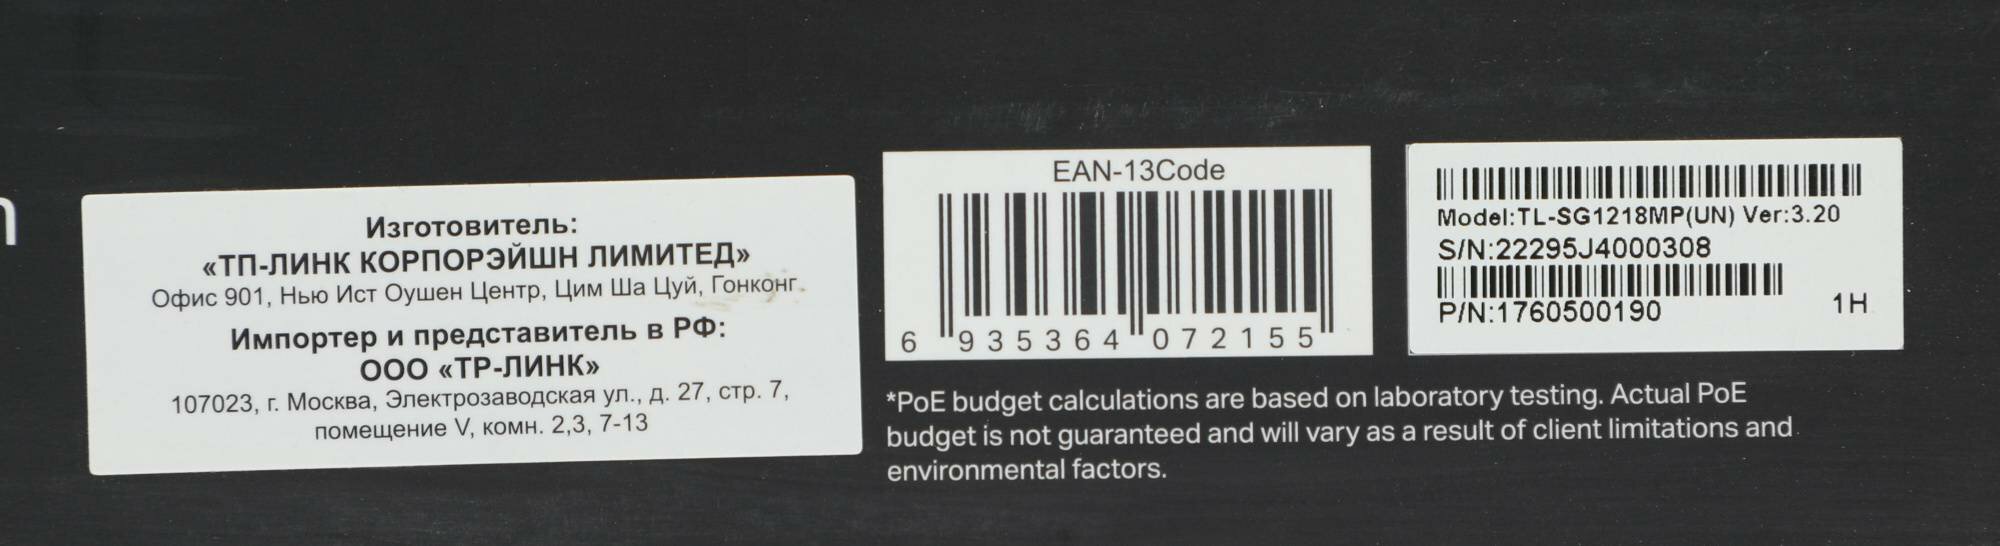 Изготовитель:
«ТП-ЛИНК КОРПОРЭЙШН ЛИМИТЕД»
Офис 901, Нью Ист Оушен Центр, Цим Ша Цуй, Гонконг
Импортер и представитель в РФ:
ООО «ТР-ЛИНК»
107023, г. Москва, Электрозаводская ул., д. 27, стр. 7,
помещение V, комн. 2,3, 7-13
EAN-13Code
6 935364 072155
Model:TL-SG1218MP(UN) Ver:3.20
S/N:22295J4000308
P/N:1760500190
1H
*PoE budget calculations are based on laboratory testing. Actual PoE
budget is not guaranteed and will vary as a result of client limitations and
environmental factors.